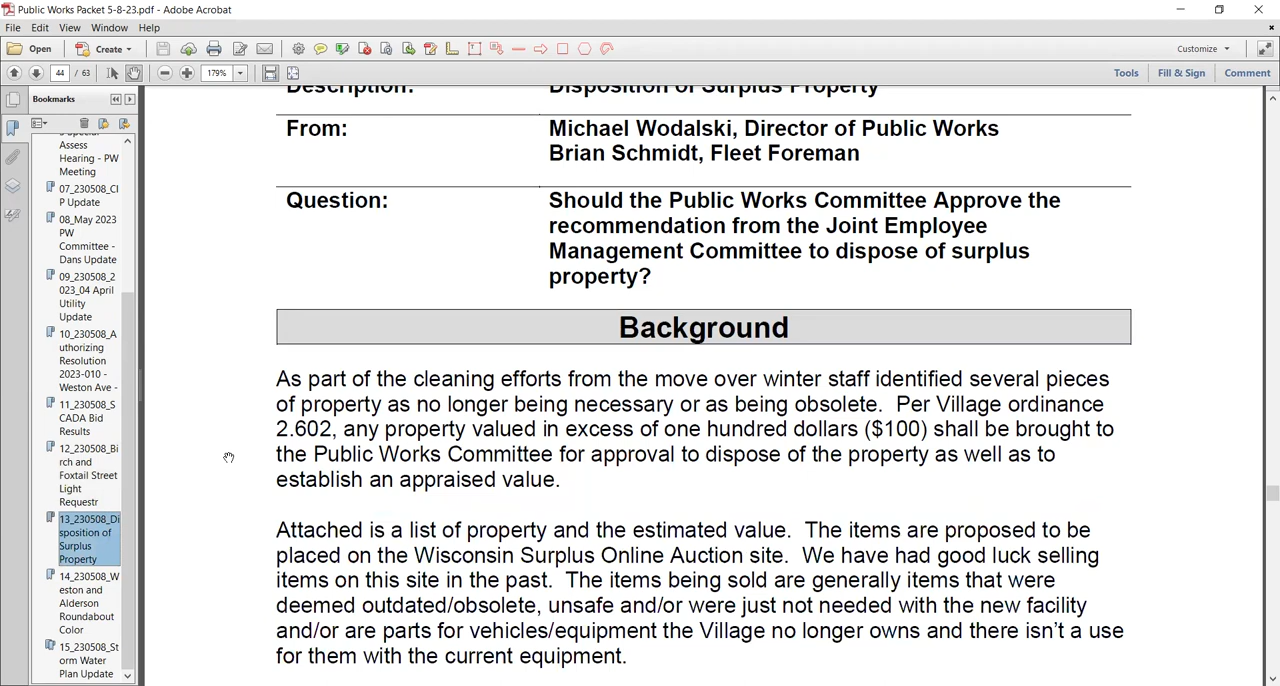 Public Works Packet 5-8-23.pdf - Adobe Acrobat
File Edit View Window Help
Open Create Customize
44 / 63 179% Tools Fill & Sign Comment
Bookmarks
Assess
Hearing - PW
Meeting
07_230508_CI
P Update
08_May 2023
PW
Committee -
Dans Update
09_230508_2
023_04 April
Utility
Update
10_230508_A
uthorizing
Resolution
2023-010 -
Weston Ave -
11_230508_S
CADA Bid
Results
12_230508_Bi
rch and
Foxtail Street
Light
Requestr
13_230508_Di
sposition of
Surplus
Property
14_230508_W
eston and
Alderson
Roundabout
Color
15_230508_St
orm Water
Plan Update
Description: Disposition of Surplus Property
From: Michael Wodalski, Director of Public Works
Brian Schmidt, Fleet Foreman
Question: Should the Public Works Committee Approve the
recommendation from the Joint Employee
Management Committee to dispose of surplus
property?
Background
As part of the cleaning efforts from the move over winter staff identified several pieces
of property as no longer being necessary or as being obsolete. Per Village ordinance
2.602, any property valued in excess of one hundred dollars ($100) shall be brought to
the Public Works Committee for approval to dispose of the property as well as to
establish an appraised value.
Attached is a list of property and the estimated value. The items are proposed to be
placed on the Wisconsin Surplus Online Auction site. We have had good luck selling
items on this site in the past. The items being sold are generally items that were
deemed outdated/obsolete, unsafe and/or were just not needed with the new facility
and/or are parts for vehicles/equipment the Village no longer owns and there isn't a use
for them with the current equipment.